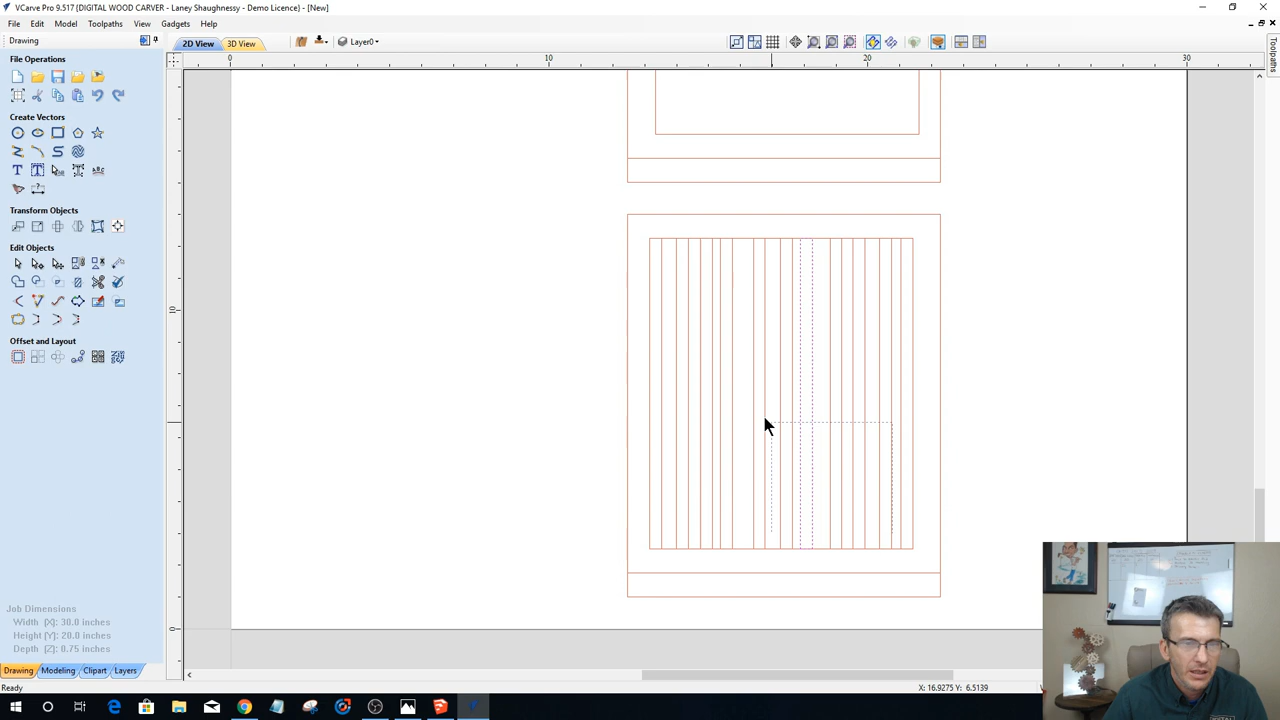 VCarve Pro 9.517 {DIGITAL WOOD CARVER - Laney Shaughnessy - Demo Licence} - [New]
File Edit Model Toolpaths View Gadgets Help
Drawing
2D View 3D View
Layer0
Toolpaths
0 10 20 30
10
0
File Operations
Create Vectors
Transform Objects
Edit Objects
Offset and Layout
Job Dimensions
Width (X): 30.0 inches
Height (Y): 20.0 inches
Depth (Z): 0.75 inches
Drawing Modeling Clipart Layers
Ready
X: 16.9275 Y: 6.5139